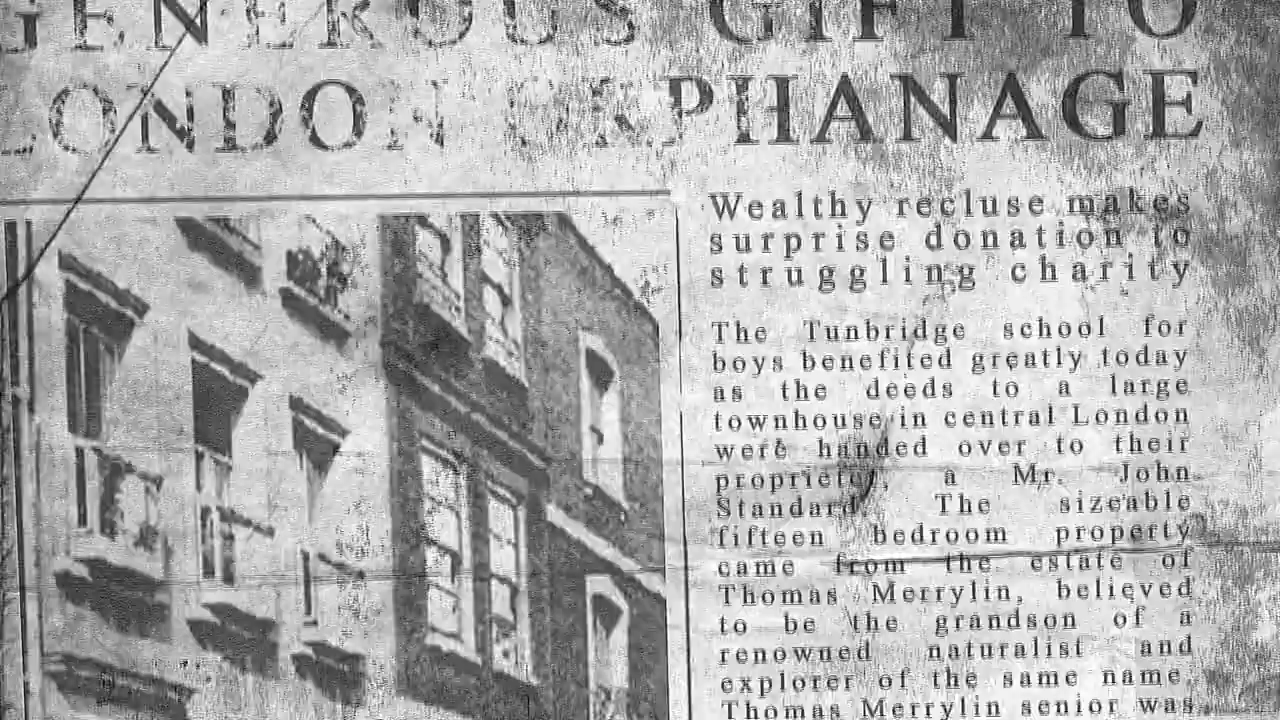 GENEROUS GIFT TO
LONDON ORPHANAGE
Wealthy recluse makes
surprise donation to
struggling charity
The Tunbridge school for
boys benefited greatly today
as the deeds to a large
townhouse in central London
were handed over to their
proprietor, a Mr. John
Standard. The sizeable
fifteen bedroom property
came from the estate of
Thomas Merrylin, believed
to be the grandson of a
renowned naturalist and
explorer of the same name.
Thomas Merrylin senior was